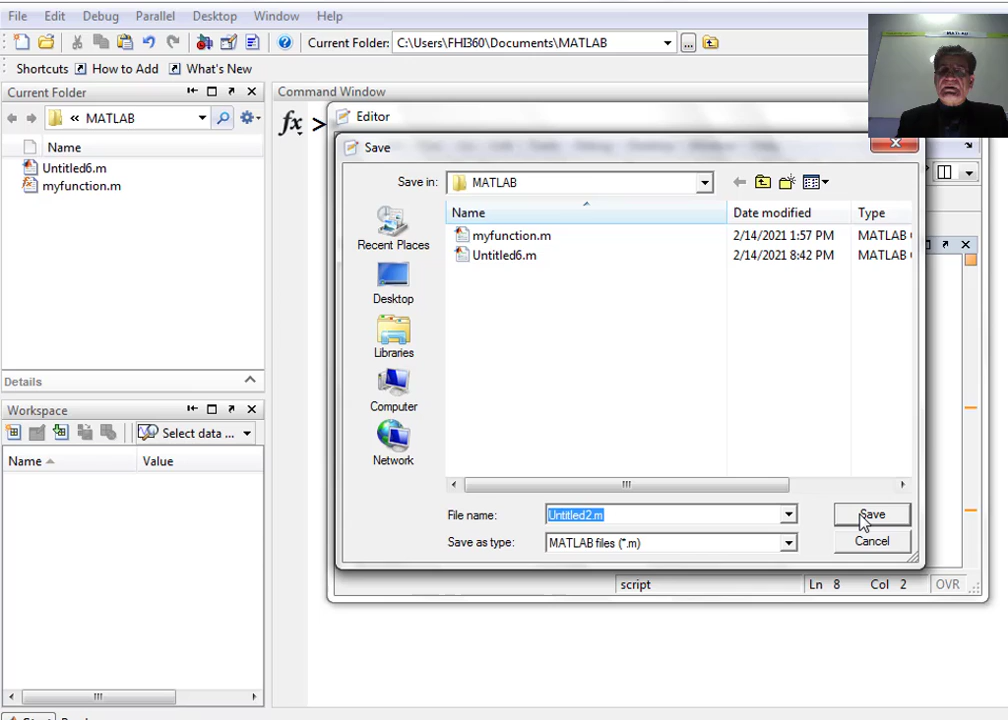 File Edit Debug Parallel Desktop Window Help
Current Folder: C:\Users\FHI360\Documents\MATLAB ...
Shortcuts How to Add What's New
Current Folder
« MATLAB
Name
Untitled6.m
myfunction.m
Details
Workspace
Select data ...
Name Value
Command Window
fx >
Editor
Save
Save in: MATLAB
Recent Places
Desktop
Libraries
Computer
Network
Name Date modified Type
myfunction.m 2/14/2021 1:57 PM MATLAB
Untitled6.m 2/14/2021 8:42 PM MATLAB
File name: Untitled2.m Save
Save as type: MATLAB files (*.m) Cancel
script Ln 8 Col 2 OVR
MATLAB